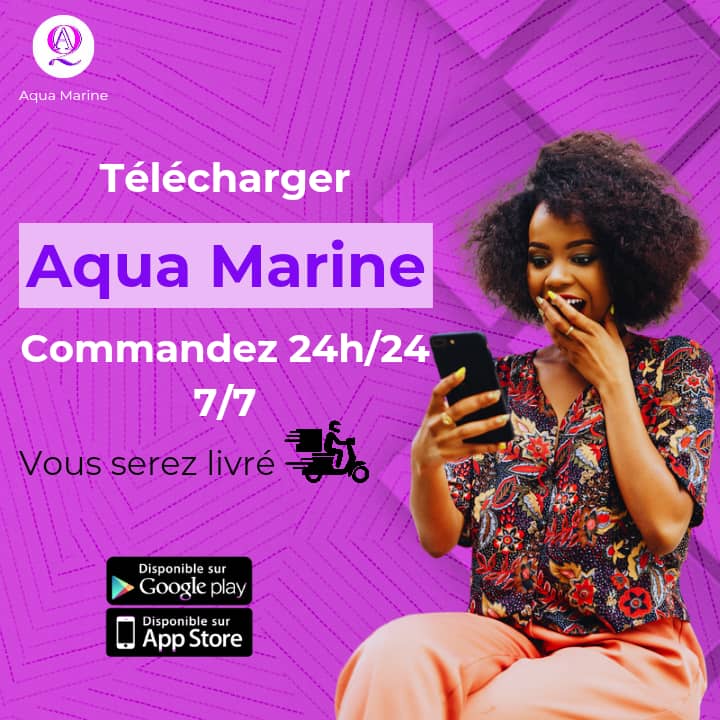 Aqua Marine
Télécharger
Aqua Marine
Commandez 24h/24
7/7
Vous serez livré
Disponible sur
Google play
Disponible sur
App Store